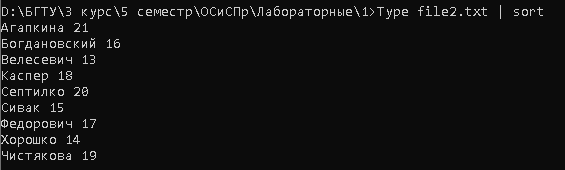 D:\БГТУ\3 курс\5 семестр\ОСиСПр\Лабораторные\1>Type file2.txt | sort
Агапкина 21
Богдановский 16
Велесевич 13
Каспер 18
Септилко 20
Сивак 15
Федорович 17
Хорошко 14
Чистякова 19